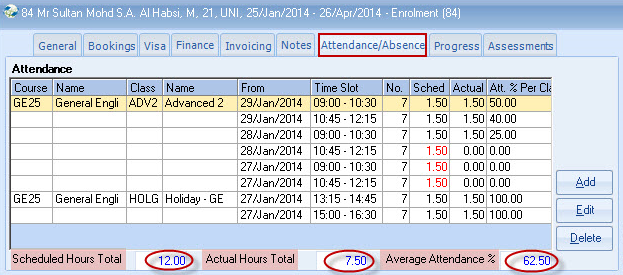 84 Mr Sultan Mohd S.A. Al Habsi, M, 21, UNI, 25/Jan/2014 - 26/Apr/2014 - Enrolment (84)
General Bookings Visa Finance Invoicing Notes Attendance/Absence Progress Assessments
Attendance
Course Name Class Name From Time Slot No. Sched Actual Att. % Per Cla
GE25 General Engli ADV2 Advanced 2 29/Jan/2014 09:00 - 10:30 7 1.50 1.50 50.00
29/Jan/2014 10:45 - 12:15 7 1.50 1.50 40.00
28/Jan/2014 09:00 - 10:30 7 1.50 1.50 25.00
28/Jan/2014 10:45 - 12:15 7 1.50 0.00 0.00
27/Jan/2014 09:00 - 10:30 7 1.50 0.00 0.00
27/Jan/2014 10:45 - 12:15 7 1.50 0.00 0.00
GE25 General Engli HOLG Holiday - GE 27/Jan/2014 13:15 - 14:45 7 1.50 1.50 100.00
27/Jan/2014 15:00 - 16:30 7 1.50 1.50 100.00
Add
Edit
Delete
Scheduled Hours Total 12.00 Actual Hours Total 7.50 Average Attendance % 62.50